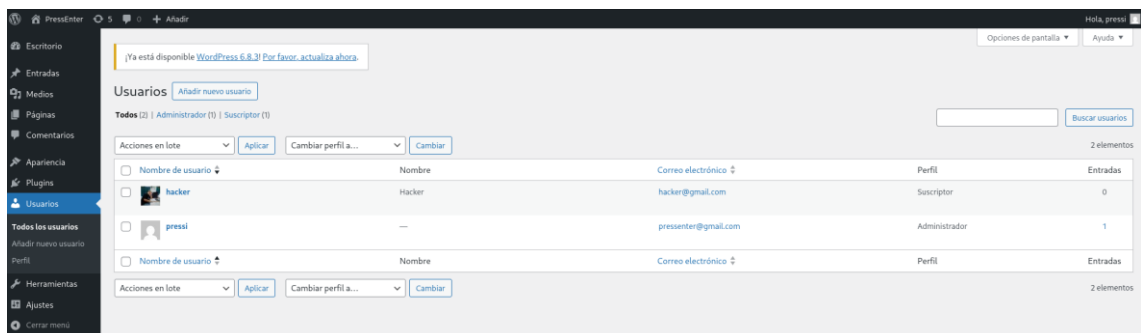 PressEnter 5 0 + Añadir Hola, pressi
Escritorio
Entradas
Medios
Páginas
Comentarios
Apariencia
Plugins
Usuarios
Todos los usuarios
Añadir nuevo usuario
Perfil
Herramientas
Ajustes
Cerrar menú
Opciones de pantalla ▼ Ayuda ▼
¡Ya está disponible WordPress 6.8.3! Por favor, actualiza ahora.
Usuarios Añadir nuevo usuario
Todos (2) | Administrador (1) | Suscriptor (1)
Buscar usuarios
Acciones en lote Aplicar Cambiar perfil a... Cambiar 2 elementos
Nombre de usuario Nombre Correo electrónico Perfil Entradas
hacker Hacker hacker@gmail.com Suscriptor 0
pressi — pressenter@gmail.com Administrador 1
Nombre de usuario Nombre Correo electrónico Perfil Entradas
Acciones en lote Aplicar Cambiar perfil a... Cambiar 2 elementos